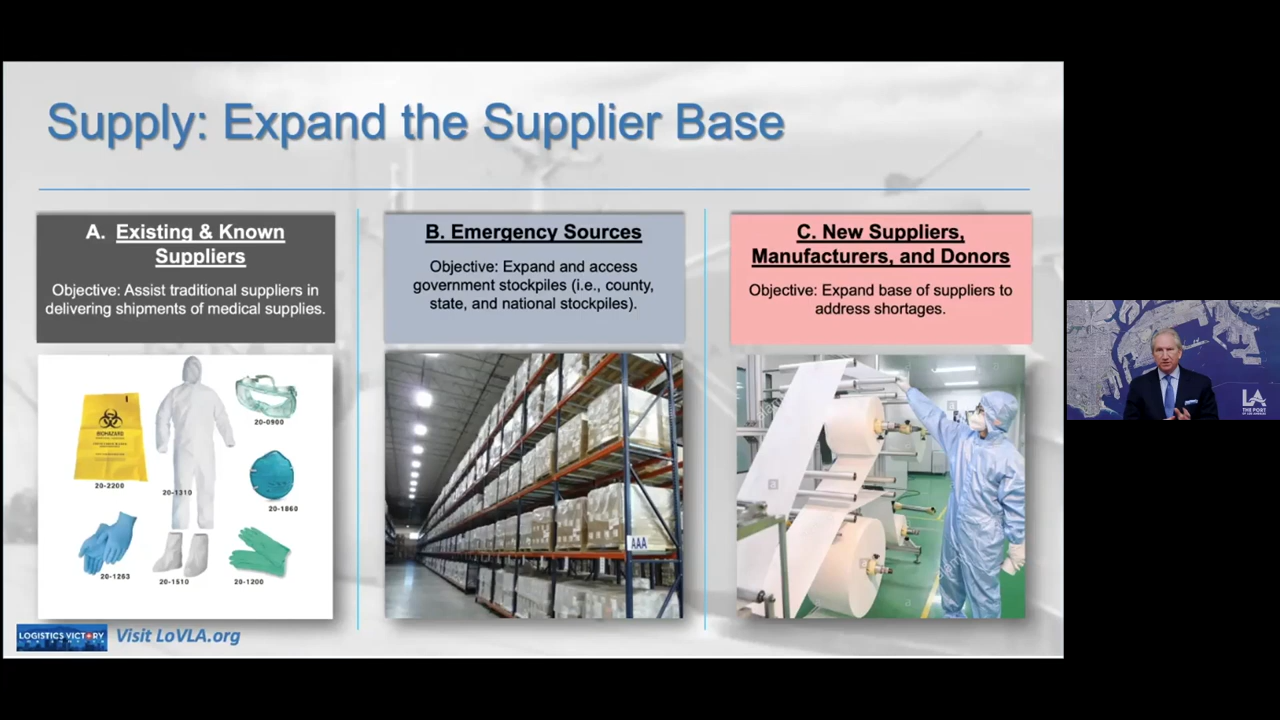 Supply: Expand the Supplier Base
A. Existing & Known
Suppliers
Objective: Assist traditional suppliers in
delivering shipments of medical supplies.
B. Emergency Sources
Objective: Expand and access
government stockpiles (i.e., county,
state, and national stockpiles).
C. New Suppliers,
Manufacturers, and Donors
Objective: Expand base of suppliers to
address shortages.
BIOHAZARD
20-2200
20-1310
20-0900
20-1860
20-1263
20-1510
20-1200
AAA
LOGISTICS VICTORY
Visit LoVLA.org
LA
THE PORT